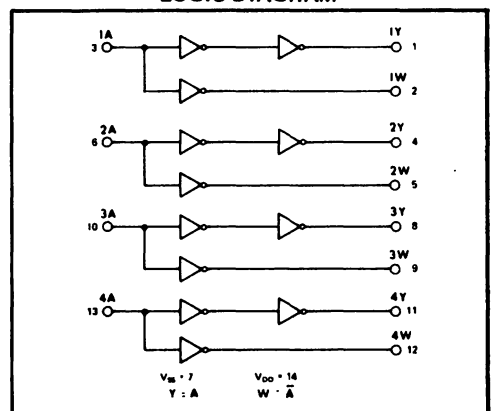 LOGIC DIAGRAM
1A
3
1Y
1
1W
2
2A
6
2Y
4
2W
5
3A
10
3Y
8
3W
9
4A
13
4Y
11
4W
12
VSS = 7 VDD = 14
Y = A W = A̅